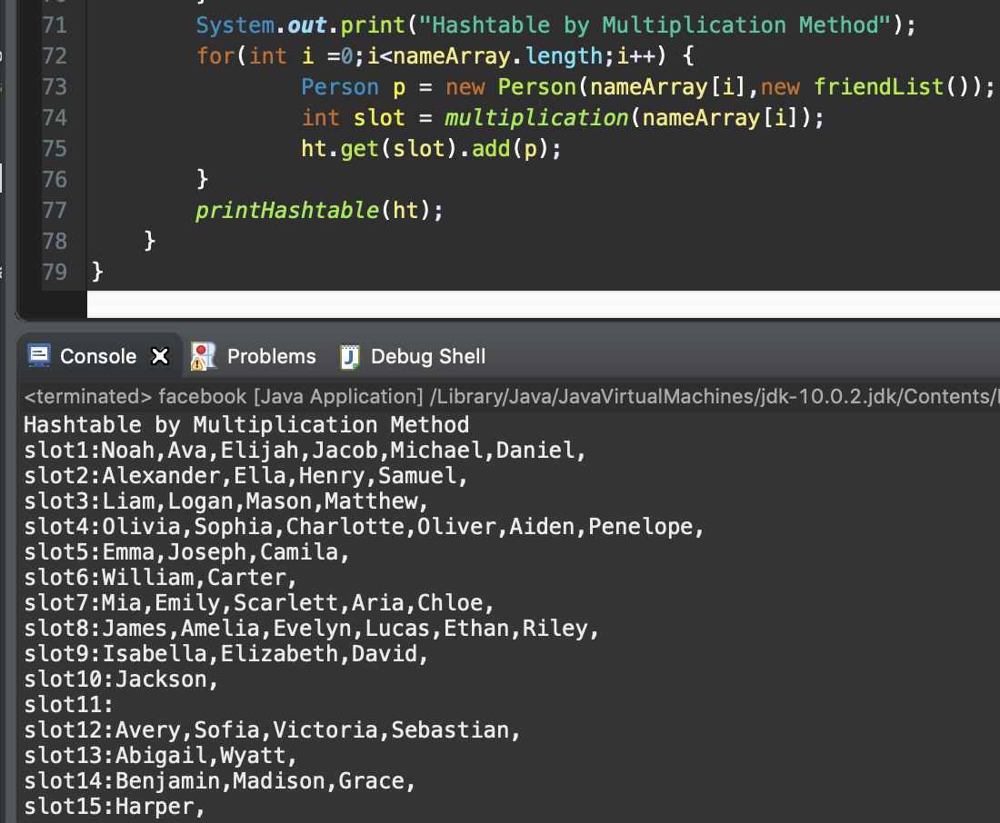 71 System.out.print("Hashtable by Multiplication Method");
72 for(int i =0;i<nameArray.length;i++) {
73 Person p = new Person(nameArray[i],new friendList());
74 int slot = multiplication(nameArray[i]);
75 ht.get(slot).add(p);
76 }
77 printHashtable(ht);
78 }
79 }
Console Problems Debug Shell
<terminated> facebook [Java Application] /Library/Java/JavaVirtualMachines/jdk-10.0.2.jdk/Contents/
Hashtable by Multiplication Method
slot1:Noah,Ava,Elijah,Jacob,Michael,Daniel,
slot2:Alexander,Ella,Henry,Samuel,
slot3:Liam,Logan,Mason,Matthew,
slot4:Olivia,Sophia,Charlotte,Oliver,Aiden,Penelope,
slot5:Emma,Joseph,Camila,
slot6:William,Carter,
slot7:Mia,Emily,Scarlett,Aria,Chloe,
slot8:James,Amelia,Evelyn,Lucas,Ethan,Riley,
slot9:Isabella,Elizabeth,David,
slot10:Jackson,
slot11:
slot12:Avery,Sofia,Victoria,Sebastian,
slot13:Abigail,Wyatt,
slot14:Benjamin,Madison,Grace,
slot15:Harper,